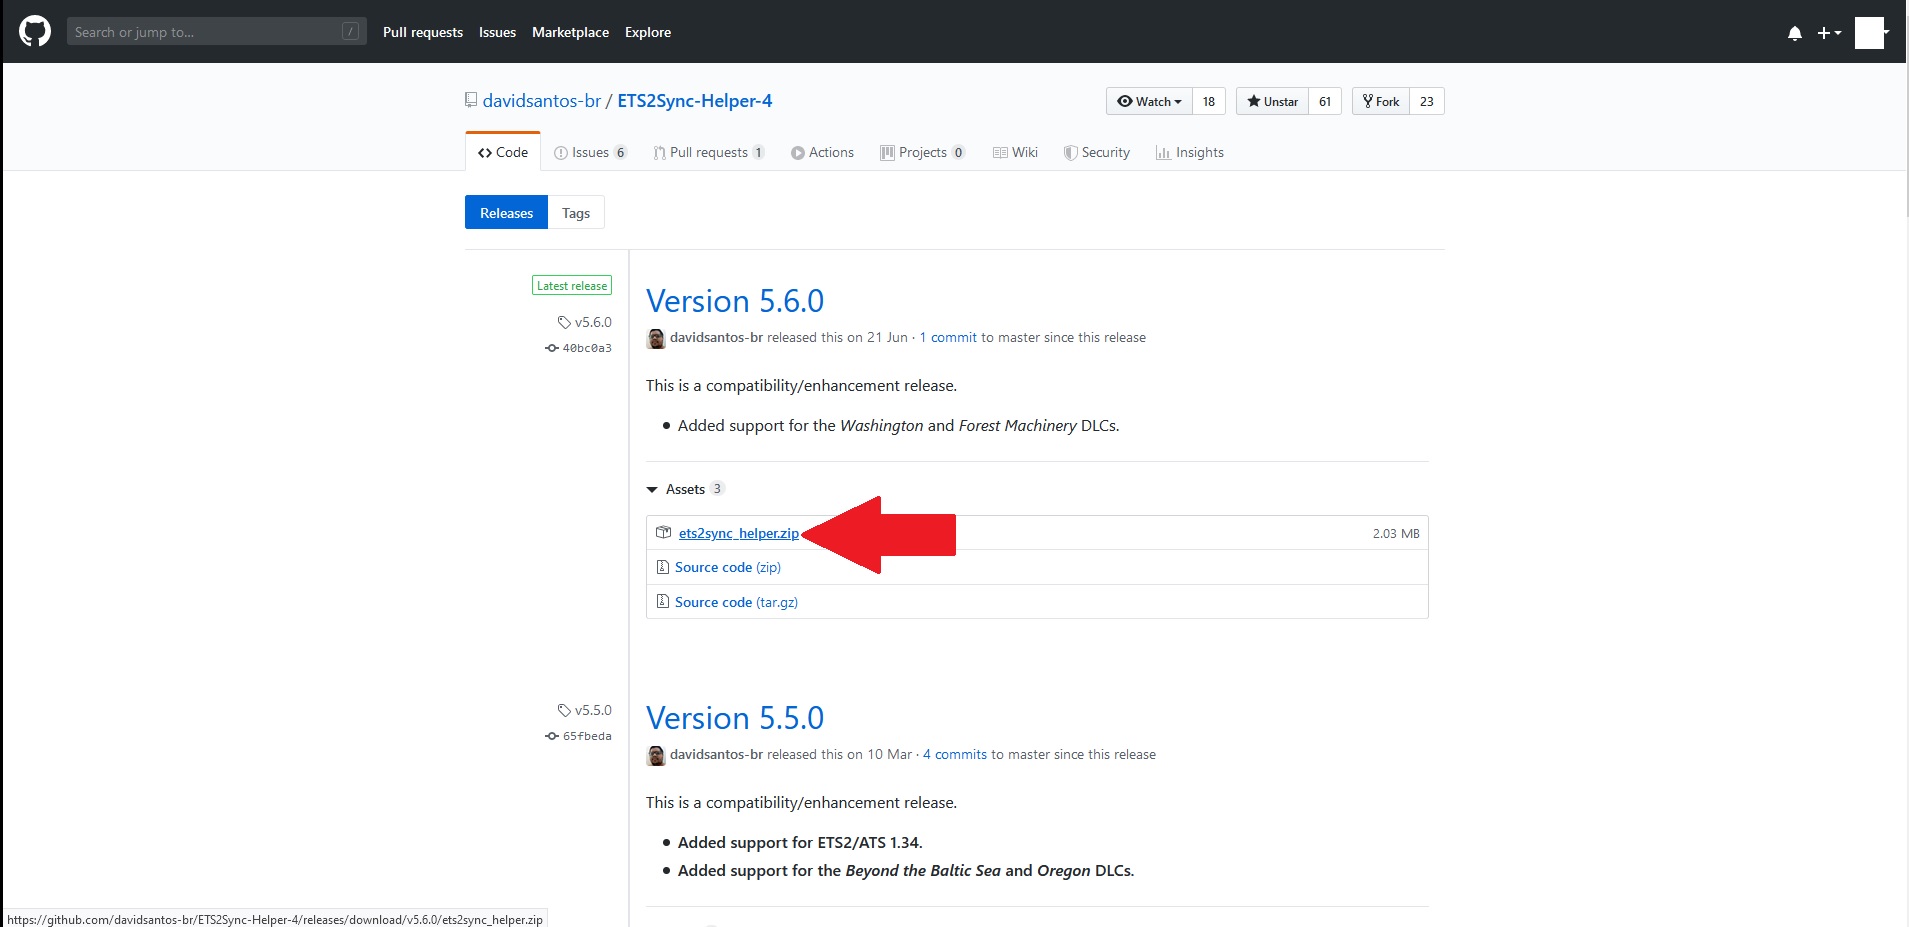 Search or jump to... /
Pull requests Issues Marketplace Explore
davidsantos-br / ETS2Sync-Helper-4
Watch 18 Unstar 61 Fork 23
Code Issues 6 Pull requests 1 Actions Projects 0 Wiki Security Insights
Releases Tags
Latest release
v5.6.0
40bc0a3
Version 5.6.0
davidsantos-br released this on 21 Jun · 1 commit to master since this release
This is a compatibility/enhancement release.
• Added support for the Washington and Forest Machinery DLCs.
Assets 3
ets2sync_helper.zip 2.03 MB
Source code (zip)
Source code (tar.gz)
v5.5.0
65fbeda
Version 5.5.0
davidsantos-br released this on 10 Mar · 4 commits to master since this release
This is a compatibility/enhancement release.
• Added support for ETS2/ATS 1.34.
• Added support for the Beyond the Baltic Sea and Oregon DLCs.
https://github.com/davidsantos-br/ETS2Sync-Helper-4/releases/download/v5.6.0/ets2sync_helper.zip